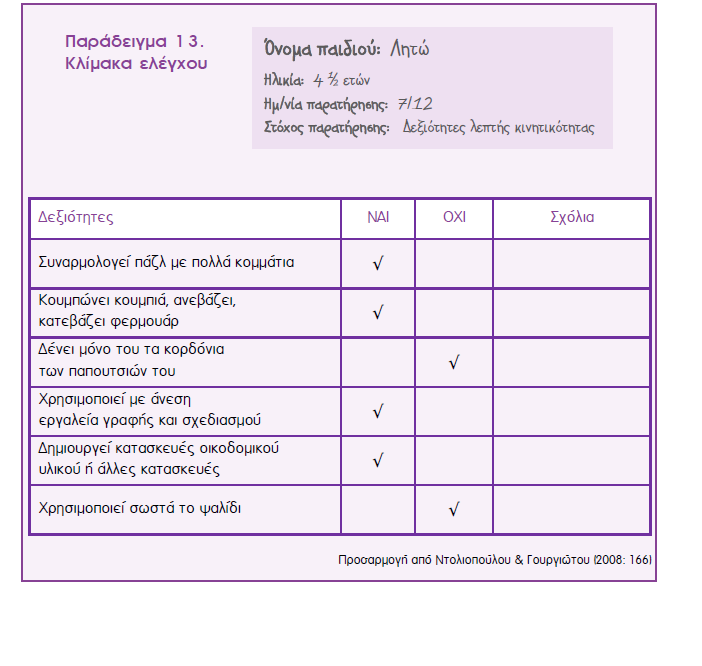 Παράδειγμα 13.
Κλίμακα ελέγχου
Όνομα παιδιού: Λητώ
Ηλικία: 4 ½ ετών
Ημ/νία παρατήρησης: 7/12
Στόχος παρατήρησης: Δεξιότητες λεπτής κινητικότητας
Δεξιότητες ΝΑΙ ΟΧΙ Σχόλια
Συναρμολογεί πάζλ με πολλά κομμάτια √
Κουμπώνει κουμπιά, ανεβάζει,
κατεβάζει φερμουάρ √
Δένει μόνο του τα κορδόνια
των παπουτσιών του √
Χρησιμοποιεί με άνεση
εργαλεία γραφής και σχεδιασμού √
Δημιουργεί κατασκευές οικοδομικού
υλικού ή άλλες κατασκευές √
Χρησιμοποιεί σωστά το ψαλίδι √
Προσαρμογή από Ντολιοπούλου & Γουργιώτου (2008: 166)